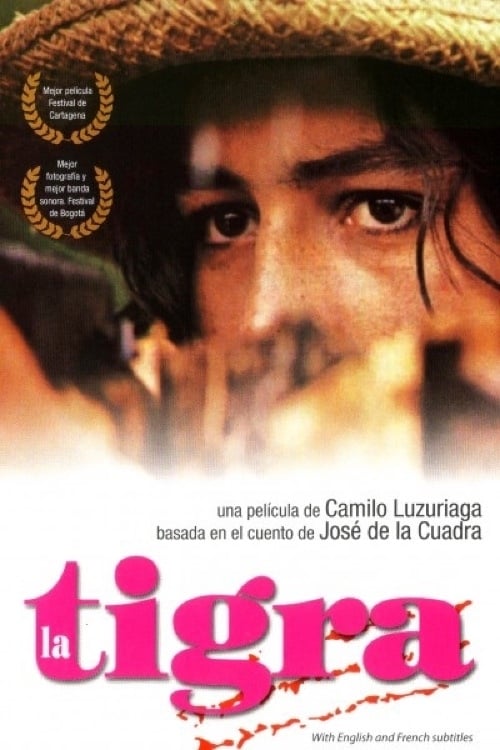 Mejor película
Festival de
Cartagena
Mejor
fotografía y
mejor banda
sonora. Festival
de Bogotá
una película de Camilo Luzuriaga
basada en el cuento de José de la Cuadra
la tigra
With English and French subtitles